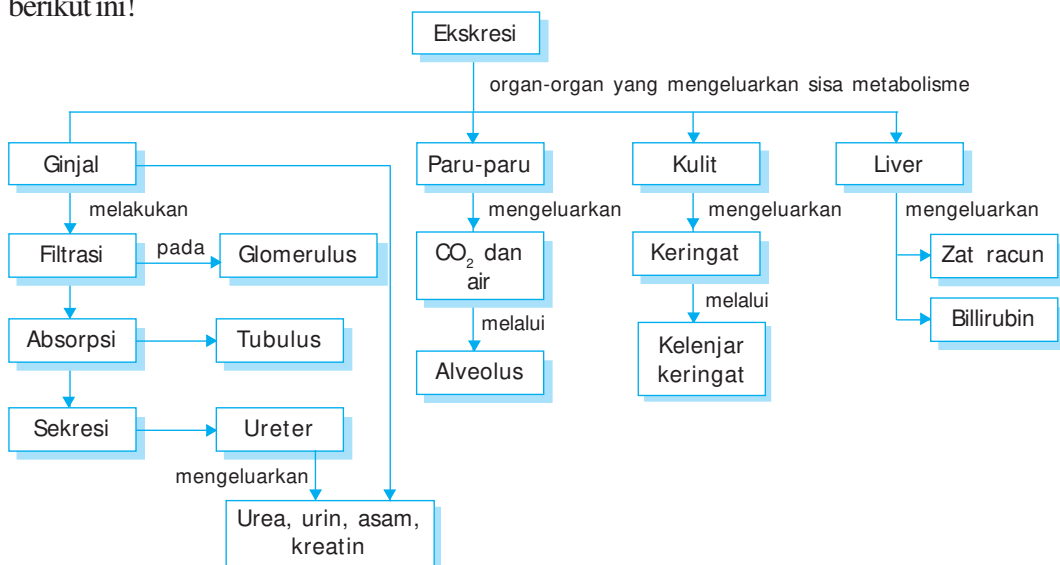 berikut ini!
Ekskresi
organ-organ yang mengeluarkan sisa metabolisme
Ginjal
Paru-paru
Kulit
Liver
melakukan
mengeluarkan
mengeluarkan
mengeluarkan
Filtrasi
pada
Glomerulus
CO₂ dan
air
Keringat
Zat racun
melalui
melalui
Billirubin
Absorpsi
Tubulus
Alveolus
Kelenjar
keringat
Sekresi
Ureter
mengeluarkan
Urea, urin, asam,
kreatin